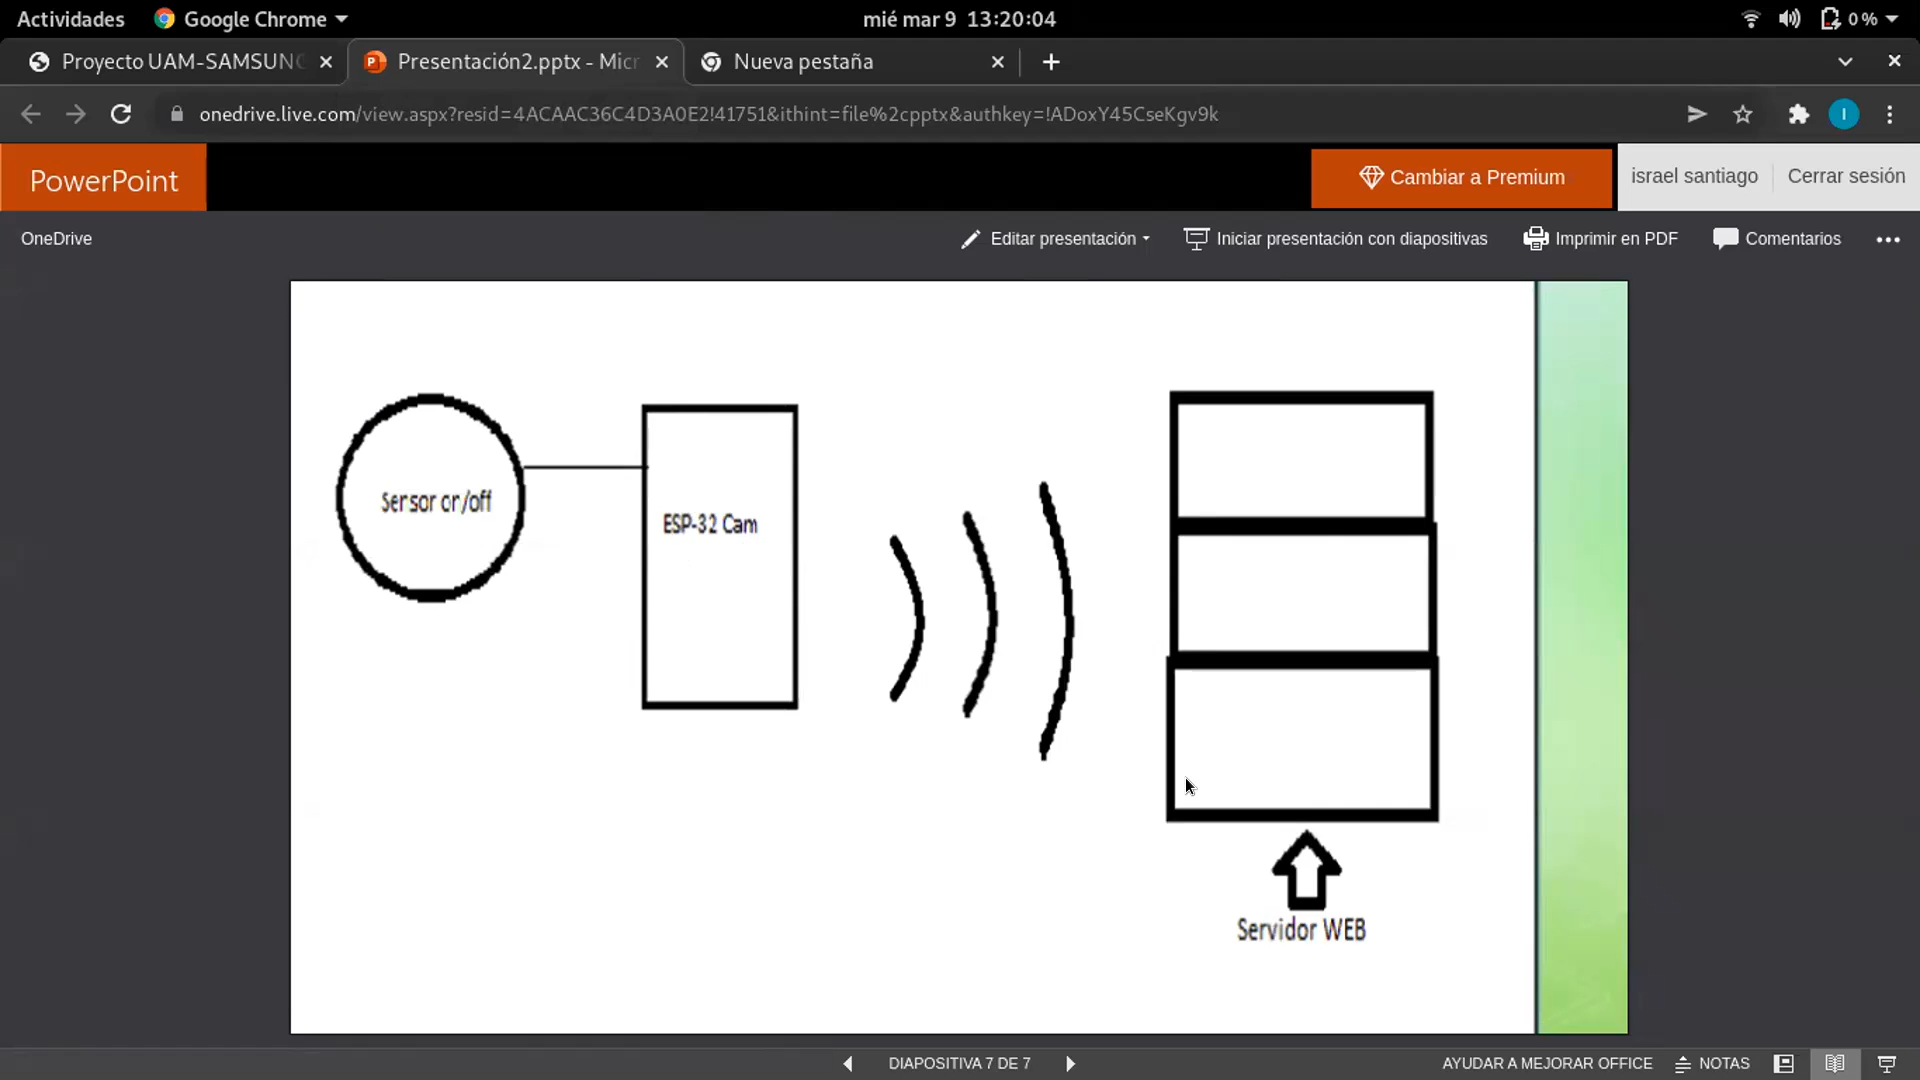 Actividades
Google Chrome
mié mar 9 13:20:04
0 %
Proyecto UAM-SAMSUNG
Presentación2.pptx - Micr
Nueva pestaña
onedrive.live.com/view.aspx?resid=4ACAAC36C4D3A0E2!41751&ithint=file%2cpptx&authkey=!ADoxY45CseKgv9k
I
PowerPoint
Cambiar a Premium
israel santiago
Cerrar sesión
OneDrive
Editar presentación
Iniciar presentación con diapositivas
Imprimir en PDF
Comentarios
Sensor on/off
ESP-32 Cam
Servidor WEB
DIAPOSITIVA 7 DE 7
AYUDAR A MEJORAR OFFICE
NOTAS